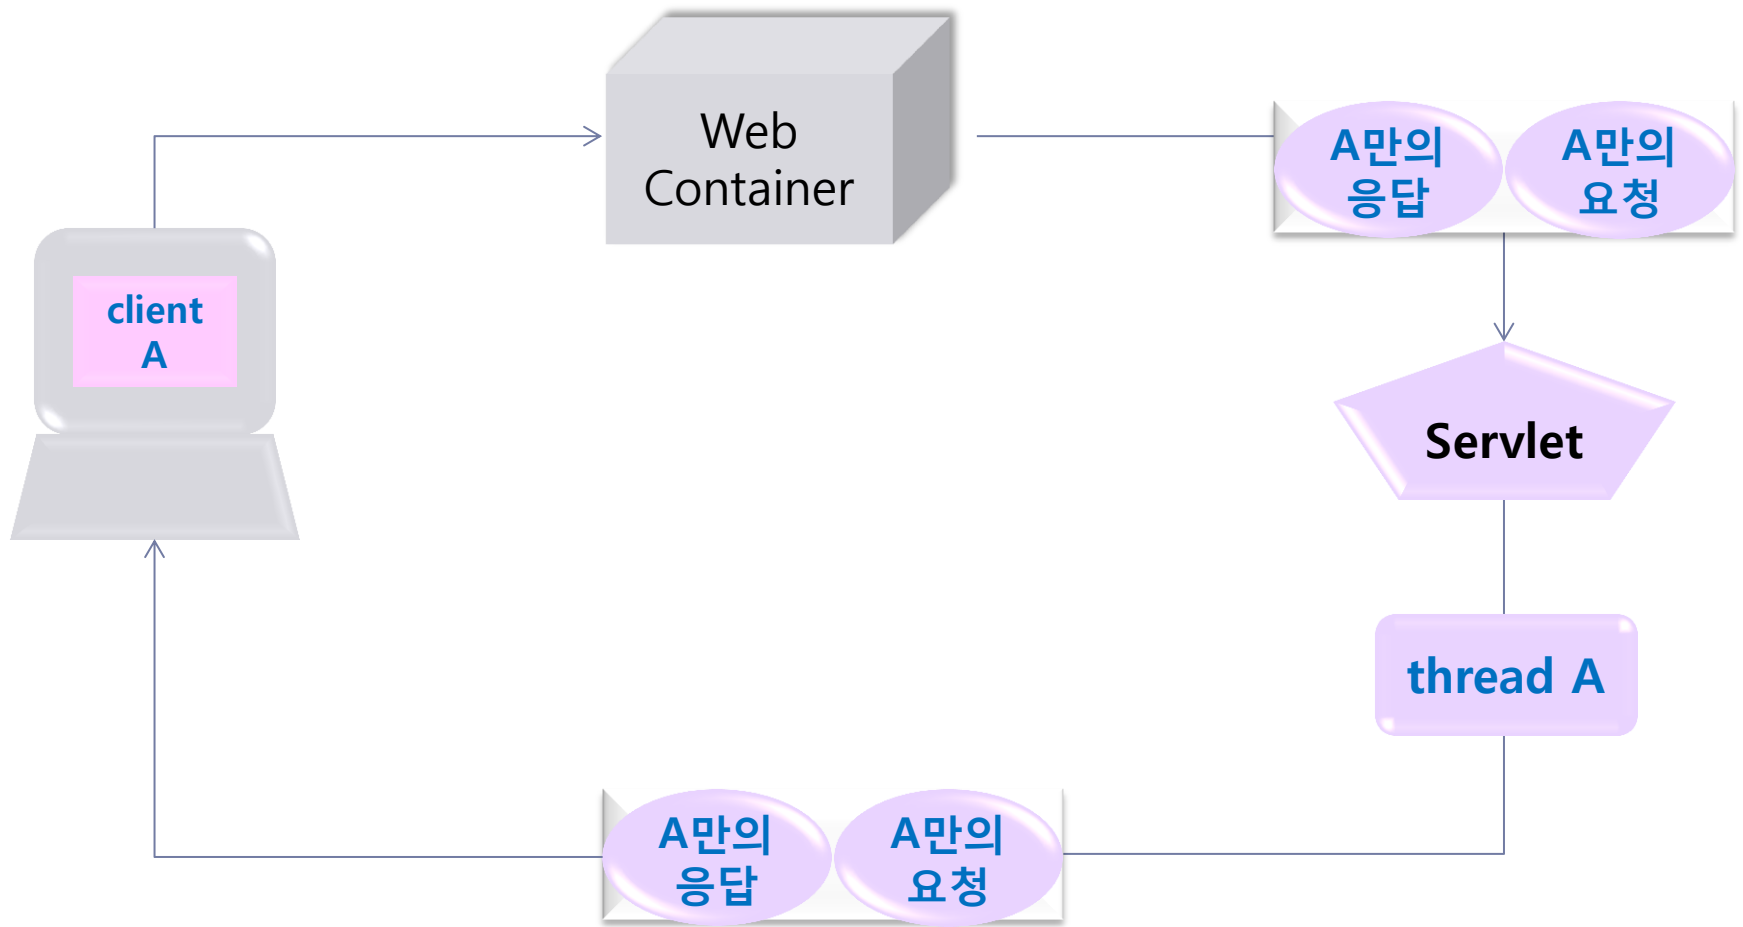 Web
Container
A만의
응답
A만의
요청
client
A
Servlet
thread A
A만의
응답
A만의
요청